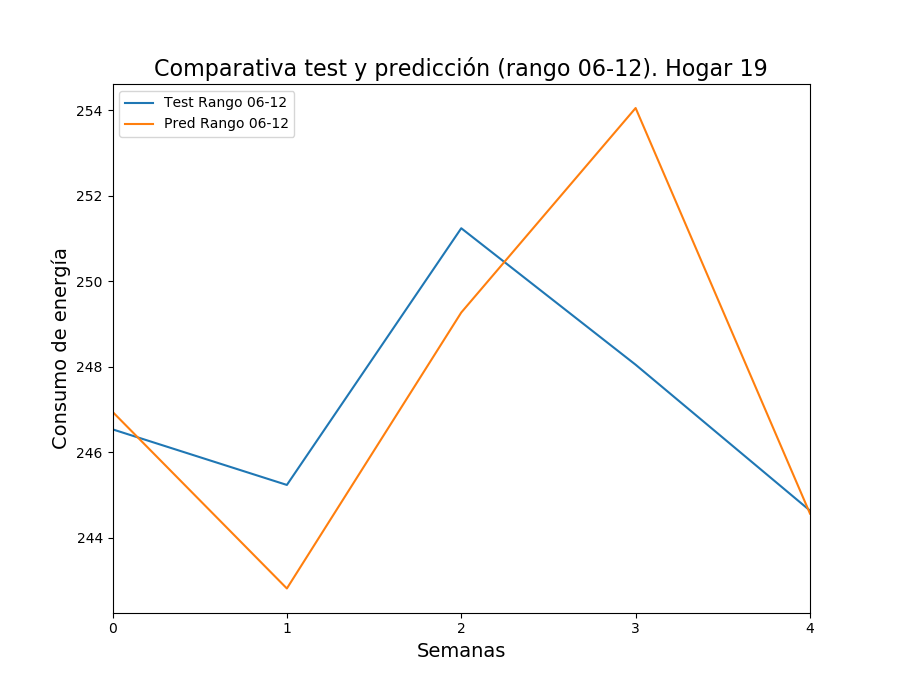 Comparativa test y predicción (rango 06-12). Hogar 19
Test Rango 06-12
Pred Rango 06-12
254
252
250
248
246
244
Consumo de energía
0 1 2 3 4
Semanas